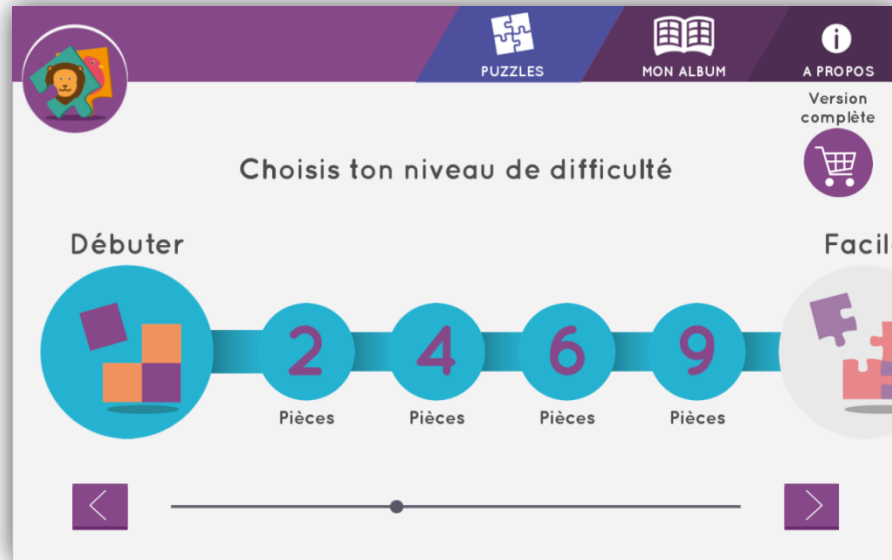 PUZZLES
MON ALBUM
A PROPOS
Version
complète
Choisis ton niveau de difficulté
Débuter
2
Pièces
4
Pièces
6
Pièces
9
Pièces